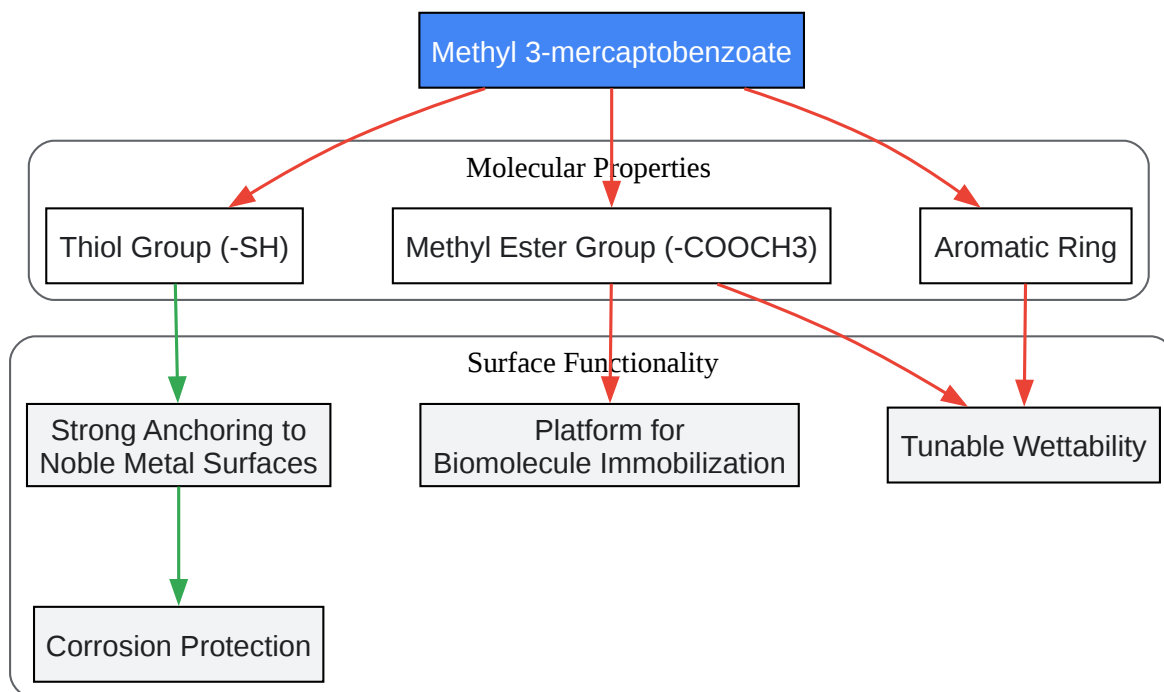 Methyl 3-mercaptobenzoate
Molecular Properties
Thiol Group (-SH)
Methyl Ester Group (-COOCH3)
Aromatic Ring
Surface Functionality
Strong Anchoring to
Noble Metal Surfaces
Platform for
Biomolecule Immobilization
Tunable Wettability
Corrosion Protection